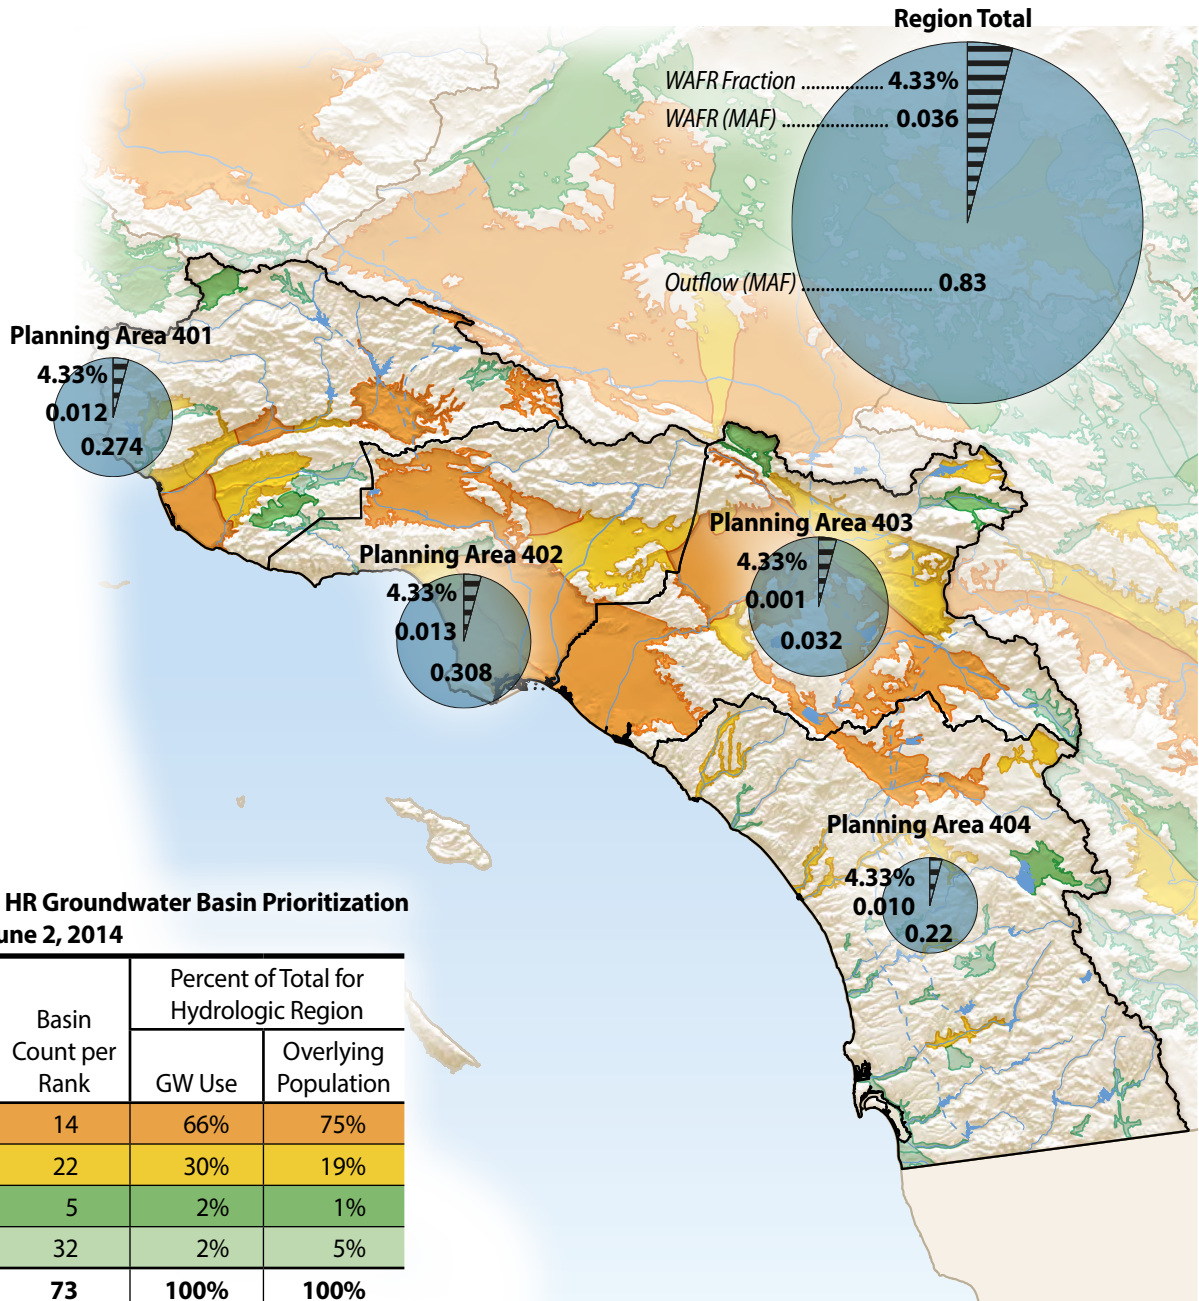 Region Total
WAFR Fraction ................ 4.33%
WAFR (MAF) ..................... 0.036
Outflow (MAF) .......................... 0.83
Planning Area 401
4.33%
0.012
0.274
Planning Area 402
4.33%
0.013
0.308
Planning Area 403
4.33%
0.001
0.032
Planning Area 404
4.33%
0.010
0.22
HR Groundwater Basin Prioritization
une 2, 2014
Basin Count per Rank
Percent of Total for
Hydrologic Region
GW Use
Overlying
Population
14 66% 75%
22 30% 19%
5 2% 1%
32 2% 5%
73 100% 100%